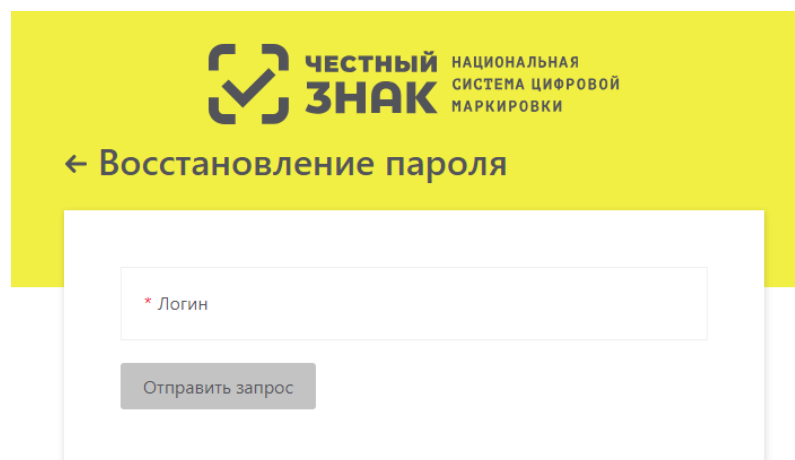 ЧЕСТНЫЙ
ЗНАК
НАЦИОНАЛЬНАЯ
СИСТЕМА ЦИФРОВОЙ
МАРКИРОВКИ
← Восстановление пароля
* Логин
Отправить запрос